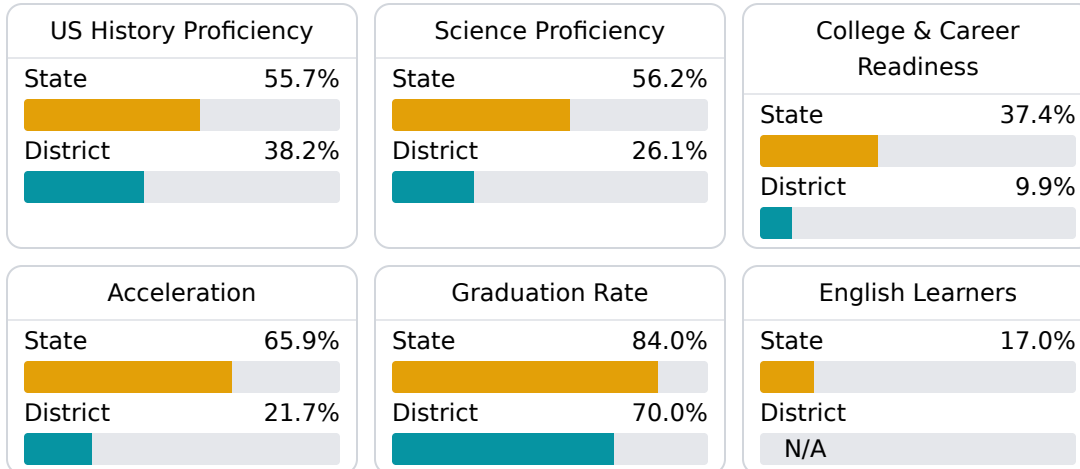 US History Proficiency
State 55.7%
District 38.2%
Science Proficiency
State 56.2%
District 26.1%
College & Career
Readiness
State 37.4%
District 9.9%
Acceleration
State 65.9%
District 21.7%
Graduation Rate
State 84.0%
District 70.0%
English Learners
State 17.0%
District
N/A